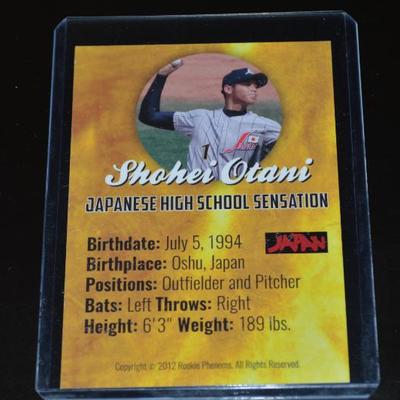 1
Shohei Otani
JAPANESE HIGH SCHOOL SENSATION
Birthdate: July 5, 1994
JAPAN
Birthplace: Oshu, Japan
Positions: Outfielder and Pitcher
Bats: Left Throws: Right
Height: 6'3" Weight: 189 lbs.
Copyright © 2012 Rookie Phenoms. All Rights Reserved.